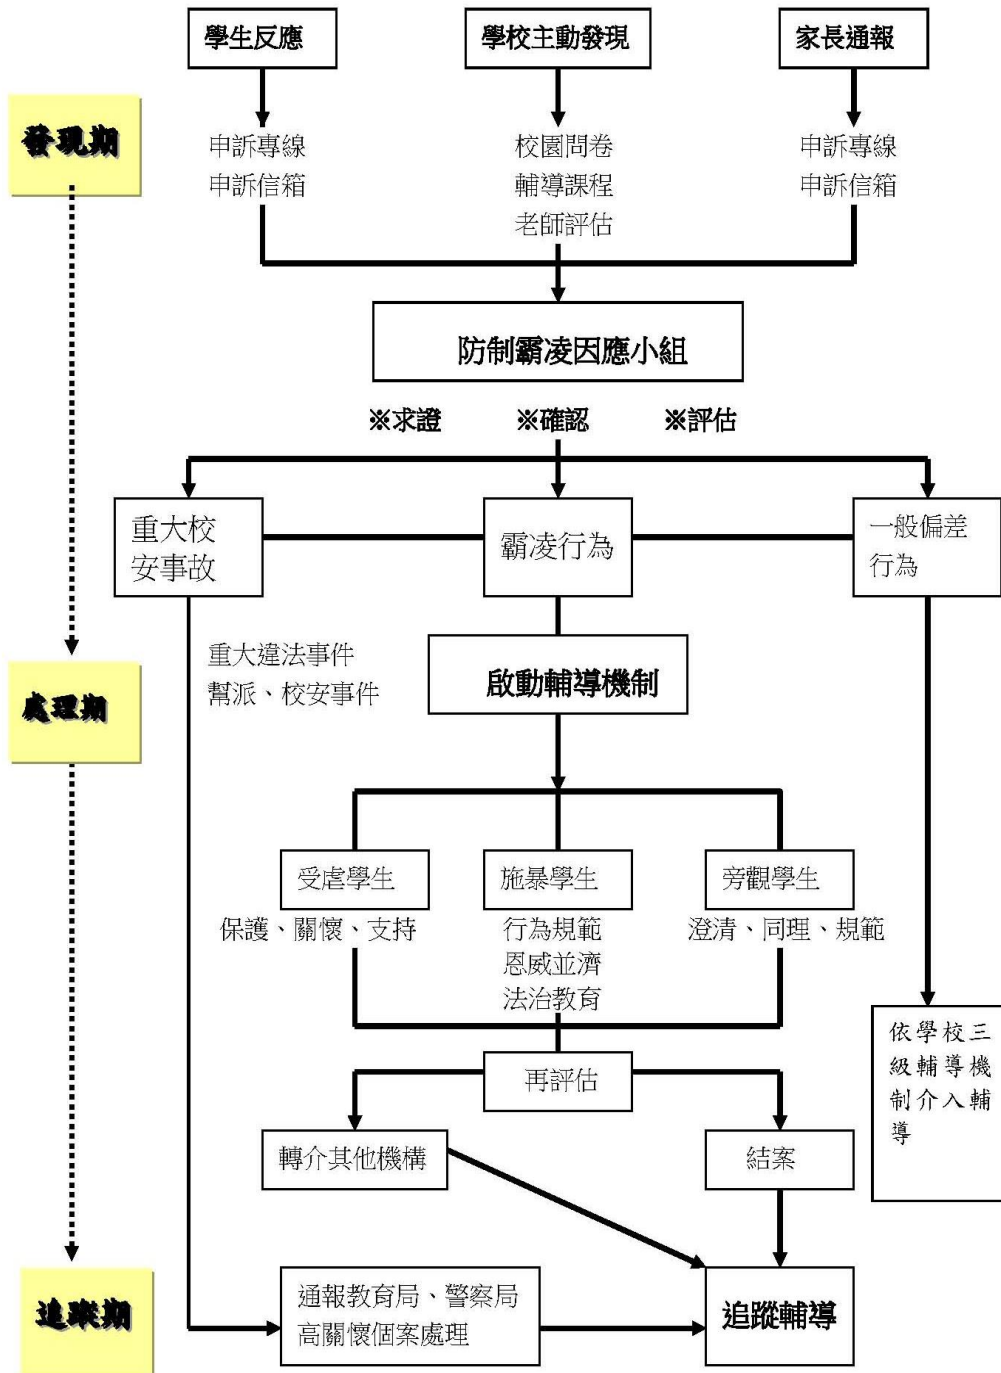 學生反應
學校主動發現
家長通報
發現期
申訴專線
申訴信箱
校園問卷
輔導課程
老師評估
申訴專線
申訴信箱
防制霸凌因應小組
※求證 ※確認 ※評估
重大校
安事故
霸凌行為
一般偏差
行為
重大違法事件
幫派、校安事件
處理期
啟動輔導機制
受虐學生
施暴學生
旁觀學生
保護、關懷、支持
行為規範
恩威並濟
法治教育
澄清、同理、規範
依學校三
級輔導機
制介入輔
導
再評估
轉介其他機構
結案
追蹤期
通報教育局、警察局
高關懷個案處理
追蹤輔導